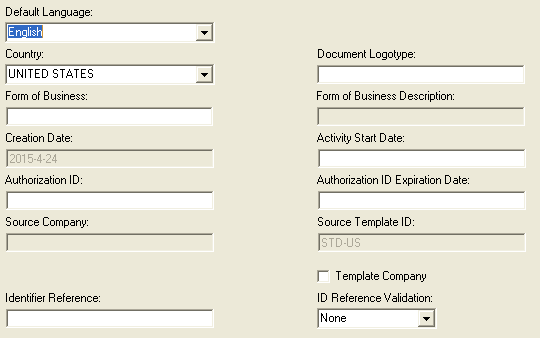 Default Language:
English
Country: Document Logotype:
UNITED STATES
Form of Business: Form of Business Description:
Creation Date: Activity Start Date:
2015-4-24
Authorization ID: Authorization ID Expiration Date:
Source Company: Source Template ID:
STD-US
Template Company
Identifier Reference: ID Reference Validation:
None